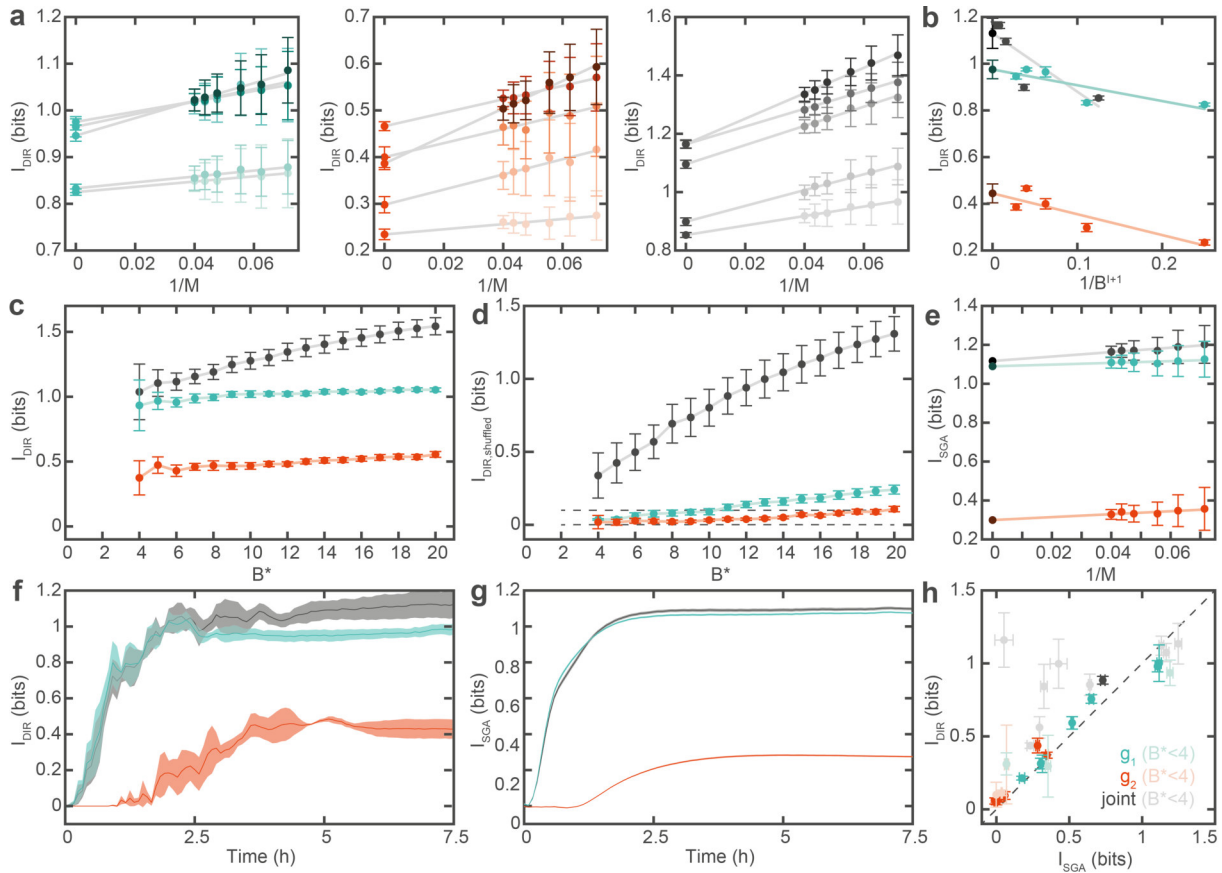 a
I_DIR (bits)
1.2
1.1
1.0
0.9
0.8
0.7
0 0.02 0.04 0.06
1/M
I_DIR (bits)
0.7
0.6
0.5
0.4
0.3
0.2
0 0.02 0.04 0.06
1/M
I_DIR (bits)
1.6
1.4
1.2
1.0
0.8
0 0.02 0.04 0.06
1/M
b
I_DIR (bits)
1.2
1
0.8
0.6
0.4
0.2
0 0.1 0.2
1/B^{l+1}
c
I_DIR (bits)
1.5
1.0
0.5
0
0 2 4 6 8 10 12 14 16 18 20
B*
d
I_DIR,shuffled (bits)
1.5
1.0
0.5
0
0 2 4 6 8 10 12 14 16 18 20
B*
e
I_SGA (bits)
1.4
1.2
1
0.8
0.6
0.4
0.2
0 0.02 0.04 0.06
1/M
f
I_DIR (bits)
1.2
1
0.8
0.6
0.4
0.2
0
0 2.5 5 7.5
Time (h)
g
I_SGA (bits)
1.2
1
0.8
0.6
0.4
0.2
0
0 2.5 5 7.5
Time (h)
h
I_DIR (bits)
1.5
1
0.5
0
0 0.5 1 1.5
I_SGA (bits)
g₁ (B*<4)
g₂ (B*<4)
joint (B*<4)